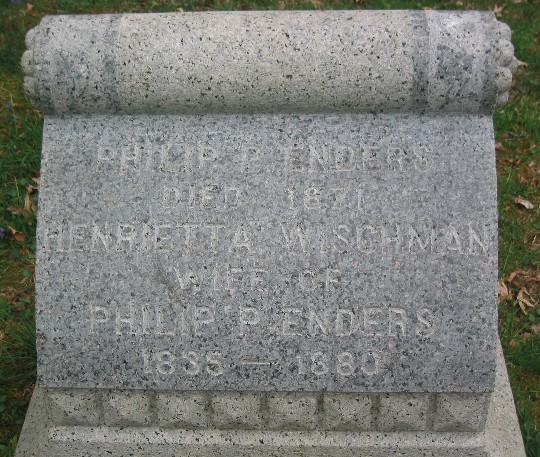 PHILIP P. ENDERS
DIED 1871
HENRIETTA WISCHMAN
WIFE OF
PHILIP P. ENDERS
1835 — 1880